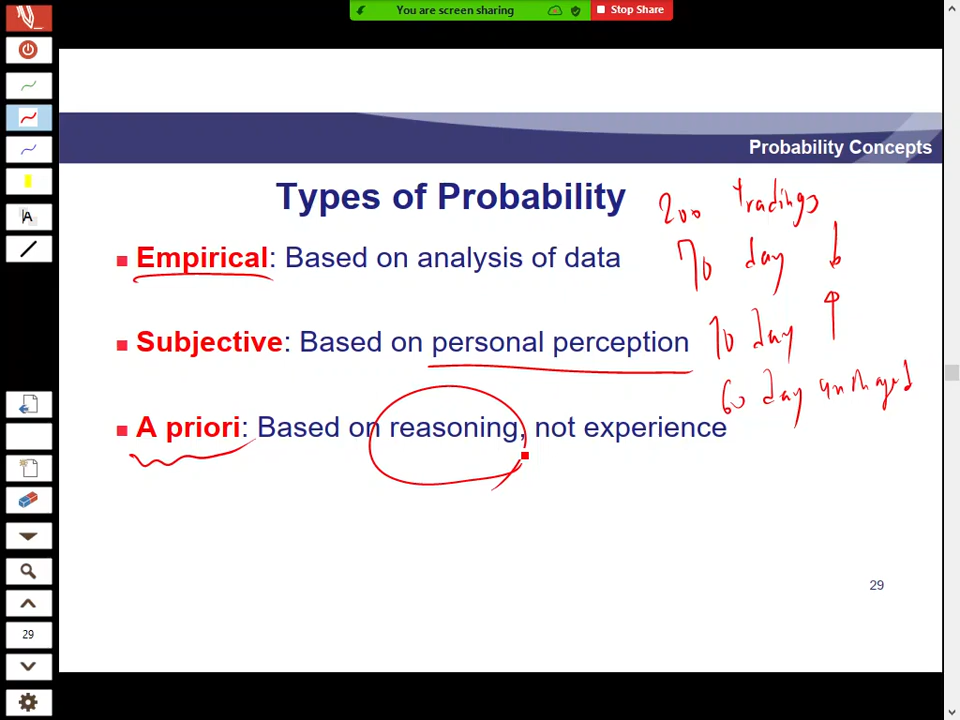 You are screen sharing
Stop Share
Probability Concepts
Types of Probability
200 tradings
■ Empirical: Based on analysis of data
70 day ↓
■ Subjective: Based on personal perception
70 day ↑
60 day unchaged
■ A priori: Based on reasoning, not experience
29
A
29